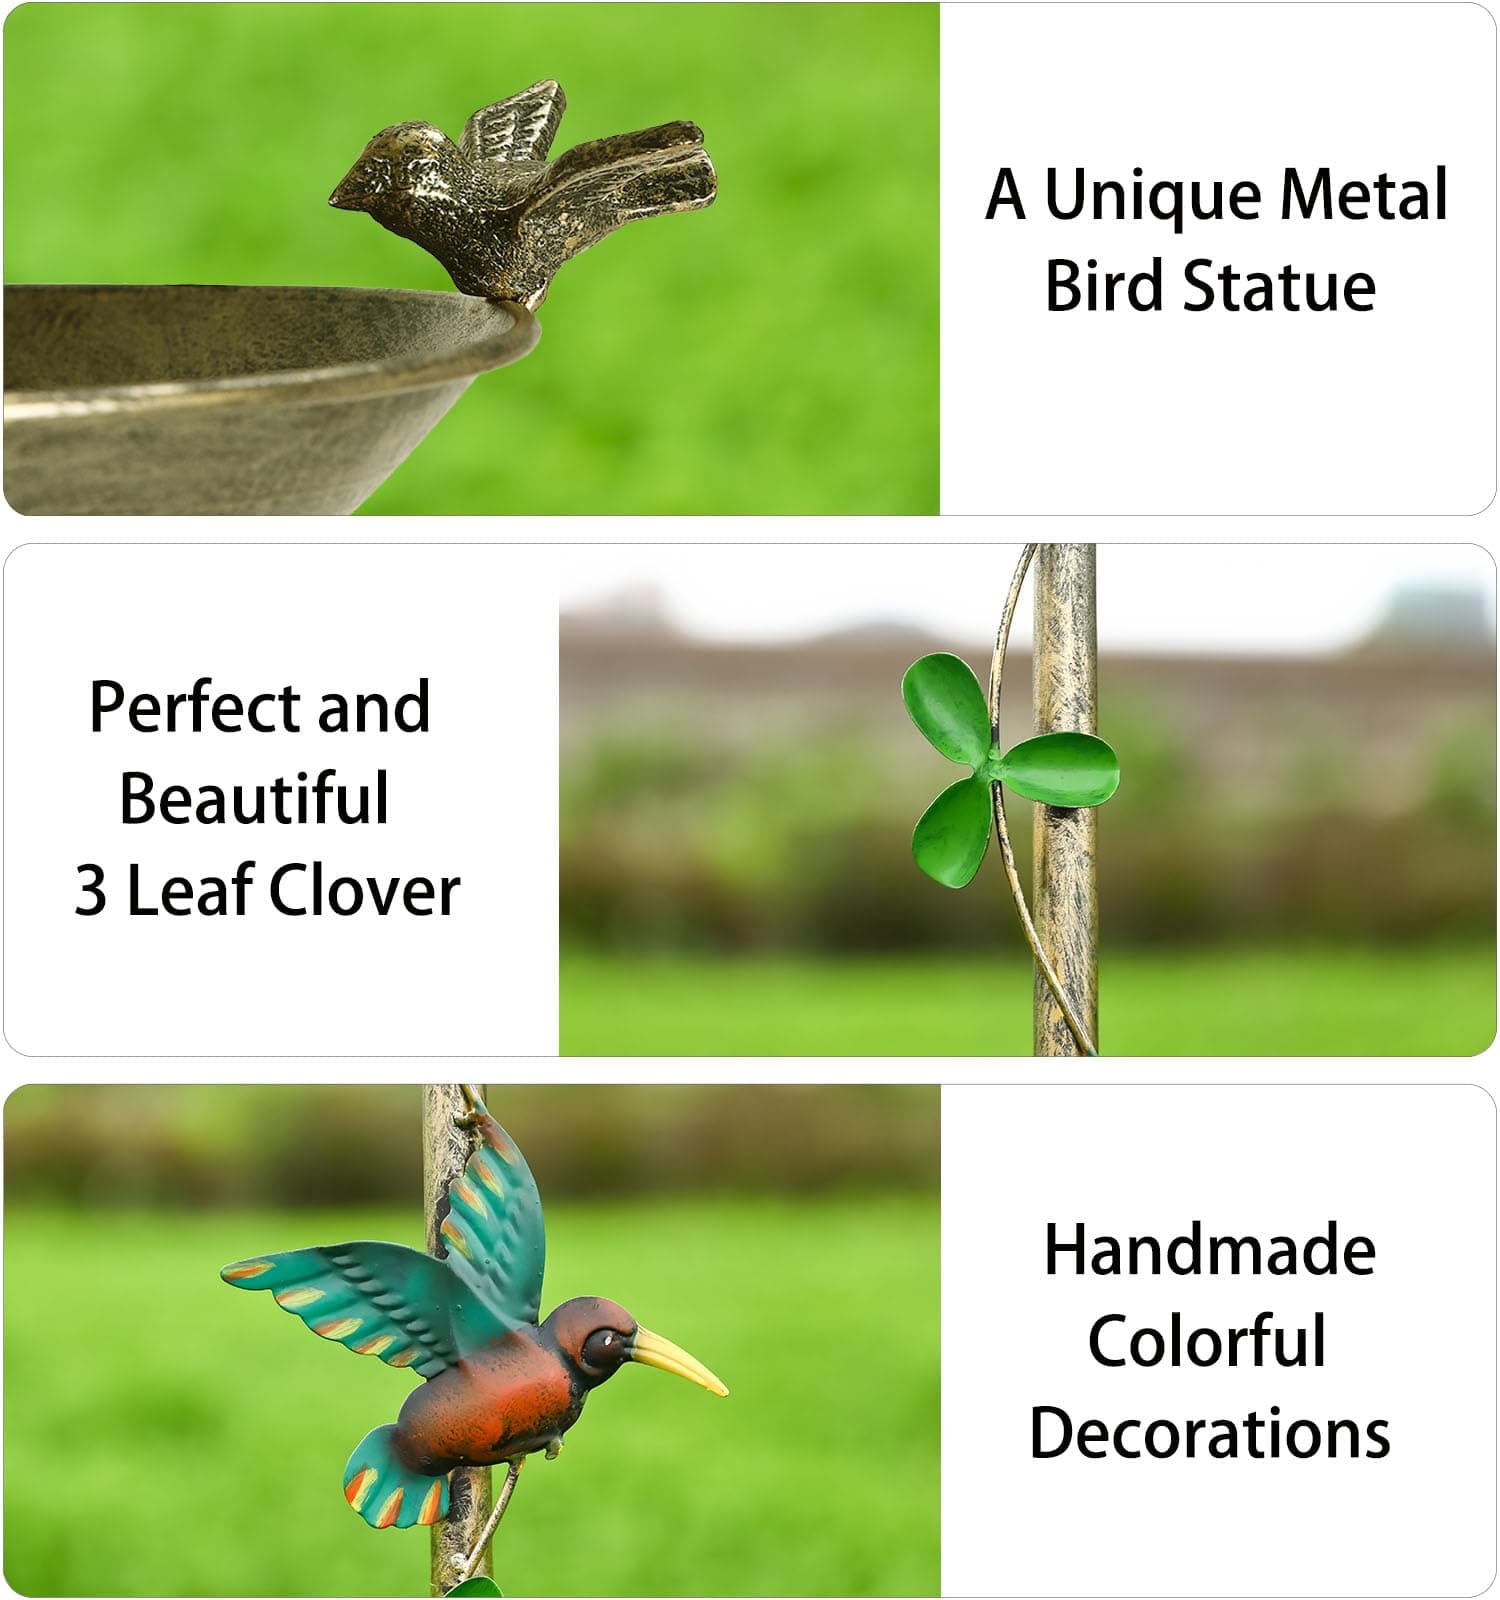 A Unique Metal
Bird Statue
Perfect and
Beautiful
3 Leaf Clover
Handmade
Colorful
Decorations